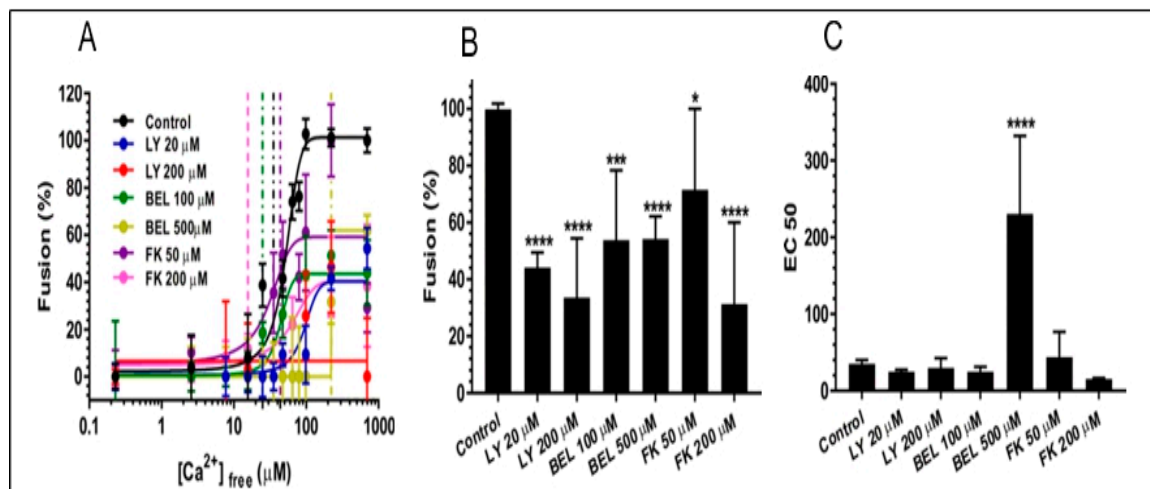 A
B
C
Fusion (%)
120
100
80
60
40
20
0
Control
LY 20 μM
LY 200 μM
BEL 100 μM
BEL 500μM
FK 50 μM
FK 200 μM
0.1
1
10
100
1000
[Ca2+] free (μM)
Fusion (%)
100
80
60
40
20
0
****
****
***
****
*
****
Control
LY 20 μM
LY 200 μM
BEL 100 μM
BEL 500 μM
FK 50 μM
FK 200 μM
EC 50
400
300
200
100
0
****
Control
LY 20 μM
LY 200 μM
BEL 100 μM
BEL 500 μM
FK 50 μM
FK 200 μM